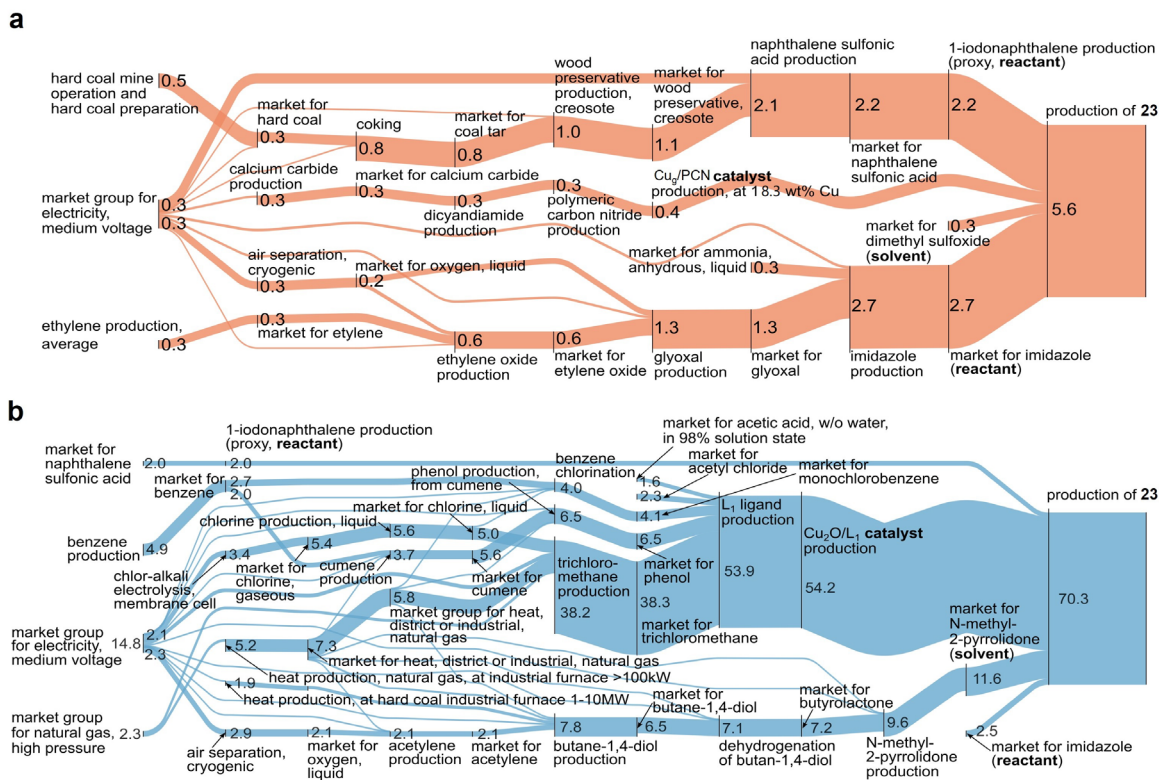 a
hard coal mine
operation and
hard coal preparation
0.5
market for
hard coal
0.3
coking
0.8
market for
coal tar
0.8
wood
preservative
production,
creosote
1.0
market for
wood
preservative,
creosote
1.1
naphthalene sulfonic
acid production
2.1
2.2
market for
naphthalene
sulfonic acid
1-iodonaphthalene production
(proxy, reactant)
2.2
production of 23
5.6
market group for
electricity,
medium voltage
0.3
0.3
calcium carbide
production
0.3
market for calcium carbide
0.3
0.3
dicyandiamide
production
0.3
polymeric
carbon nitride
production
Cug/PCN catalyst
production, at 18.3 wt% Cu
0.4
0.3
market for
dimethyl sulfoxide
(solvent)
air separation,
cryogenic
0.3
market for oxygen, liquid
0.2
market for ammonia,
anhydrous, liquid
0.3
ethylene production,
average
0.3
0.3
market for etylene
0.6
ethylene oxide
production
0.6
market for
etylene oxide
1.3
glyoxal
production
1.3
market for
glyoxal
2.7
imidazole
production
2.7
market for imidazole
(reactant)
b
market for
naphthalene
sulfonic acid
2.0
1-iodonaphthalene production
(proxy, reactant)
2.0
market for
benzene
2.7
2.0
benzene
production
4.9
chlorine production, liquid
5.6
market for chlorine, liquid
5.0
phenol production,
from cumene
6.5
benzene
chlorination
4.0
market for acetic acid, w/o water,
in 98% solution state
1.6
market for
acetyl chloride
2.3
market for
monochlorobenzene
4.1
6.5
market for
phenol
chlor-alkali
electrolysis,
membrane cell
3.4
market for
chlorine,
gaseous
5.4
cumene
production
3.7
5.6
market for
cumene
trichloro-
methane
production
38.2
38.3
market for
trichloromethane
L1 ligand
production
53.9
Cu2O/L1 catalyst
production
54.2
production of 23
70.3
market group
for electricity,
medium voltage
14.8
2.1
2.3
5.8
market group for heat,
district or industrial,
natural gas
5.2
7.3
market for heat, district or industrial, natural gas
heat production, natural gas, at industrial furnace >100kW
1.9
heat production, at hard coal industrial furnace 1-10MW
market group
for natural gas,
high pressure
2.3
2.9
air separation,
cryogenic
2.1
market for
oxygen,
liquid
2.1
acetylene
production
2.1
market for
acetylene
7.8
butane-1,4-diol
production
market for
butane-1,4-diol
6.5
7.1
dehydrogenation
of butan-1,4-diol
market for
butyrolactone
7.2
9.6
N-methyl-
2-pyrrolidone
production
market for
N-methyl-
2-pyrrolidone
(solvent)
11.6
2.5
market for imidazole
(reactant)